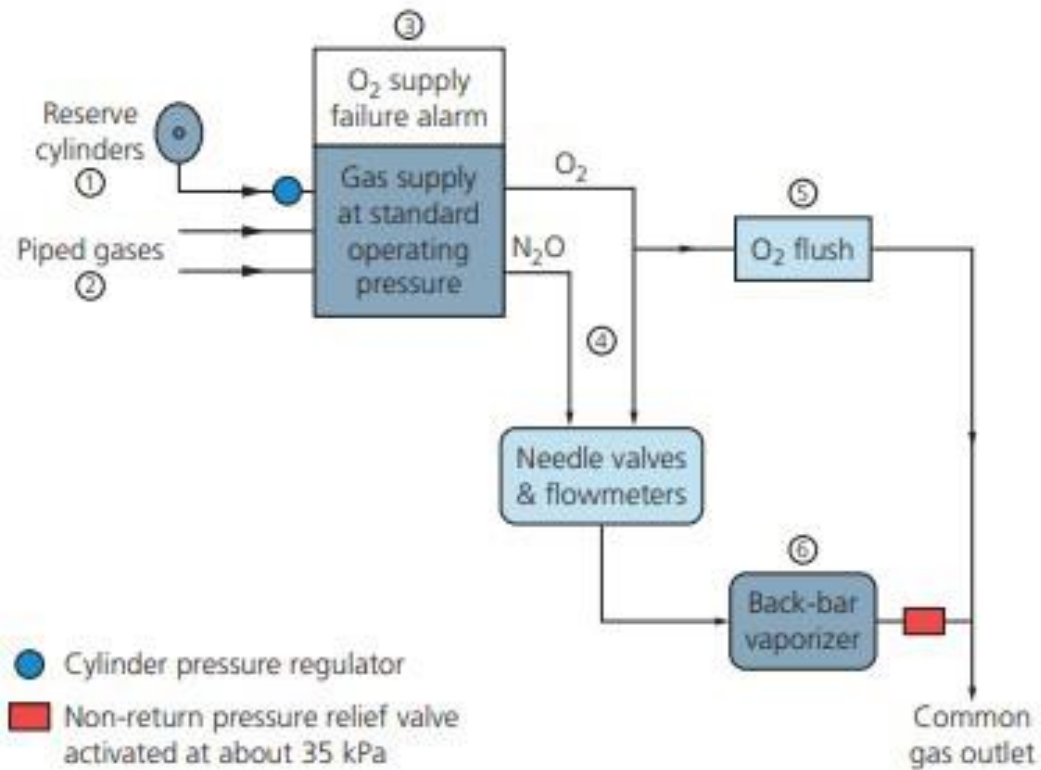 ③
O₂ supply
failure alarm
Reserve
cylinders
①
Gas supply
at standard
operating
pressure
Piped gases
②
O₂
N₂O
④
⑤
O₂ flush
Needle valves
& flowmeters
⑥
Back-bar
vaporizer
Cylinder pressure regulator
Non-return pressure relief valve
activated at about 35 kPa
Common
gas outlet